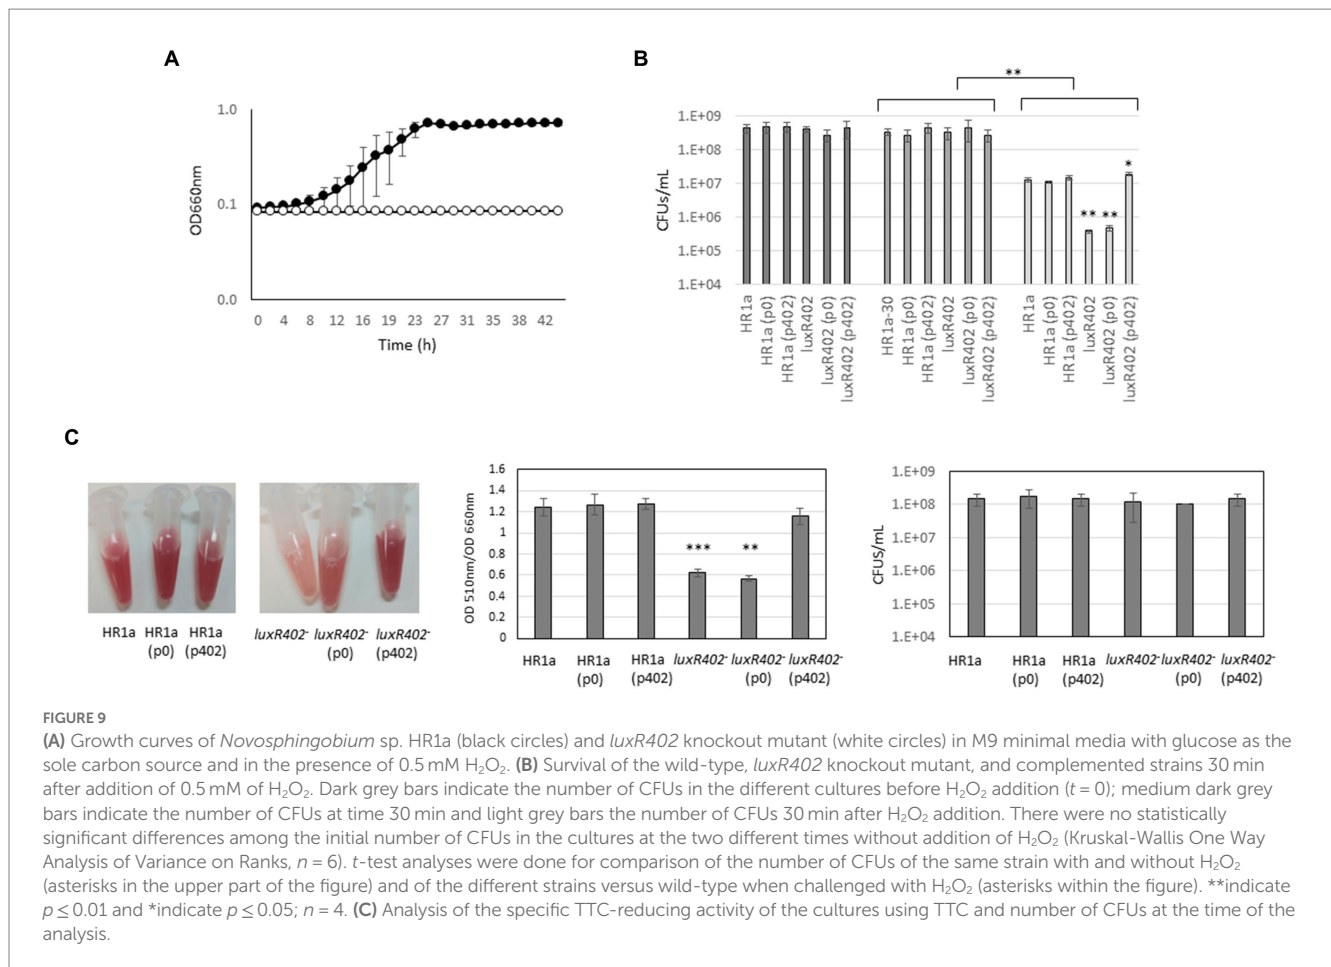 A
1.0
0.1
0.0
OD660nm
0 4 8 12 16 19 23 27 31 35 38 42
Time (h)
B
**
1.E+09
1.E+08
1.E+07
1.E+06
1.E+05
1.E+04
CFUs/mL
** ** *
HR1a
HR1a (p0)
HR1a (p402)
luxR402
luxR402 (p0)
luxR402 (p402)
HR1a-30
HR1a (p0)
HR1a (p402)
luxR402
luxR402 (p0)
luxR402 (p402)
HR1a
HR1a (p0)
HR1a (p402)
luxR402
luxR402 (p0)
luxR402 (p402)
C
HR1a HR1a HR1a
(p0) (p402)
luxR402- luxR402- luxR402-
(p0) (p402)
1.6
1.4
1.2
1
0.8
0.6
0.4
0.2
0
OD 510nm/OD 660nm
*** **
HR1a HR1a HR1a luxR402- luxR402- luxR402-
(p0) (p402) (p0) (p402)
1.E+09
1.E+08
1.E+07
1.E+06
1.E+05
1.E+04
CFUS/mL
HR1a HR1a HR1a luxR402- luxR402- luxR402-
(p0) (p402) (p0) (p402)
FIGURE 9
(A) Growth curves of Novosphingobium sp. HR1a (black circles) and luxR402 knockout mutant (white circles) in M9 minimal media with glucose as the
sole carbon source and in the presence of 0.5 mM H₂O₂. (B) Survival of the wild-type, luxR402 knockout mutant, and complemented strains 30 min
after addition of 0.5 mM of H₂O₂. Dark grey bars indicate the number of CFUs in the different cultures before H₂O₂ addition (t = 0); medium dark grey
bars indicate the number of CFUs at time 30 min and light grey bars the number of CFUs 30 min after H₂O₂ addition. There were no statistically
significant differences among the initial number of CFUs in the cultures at the two different times without addition of H₂O₂ (Kruskal-Wallis One Way
Analysis of Variance on Ranks, n = 6). t-test analyses were done for comparison of the number of CFUs of the same strain with and without H₂O₂
(asterisks in the upper part of the figure) and of the different strains versus wild-type when challenged with H₂O₂ (asterisks within the figure). **indicate
p ≤ 0.01 and *indicate p ≤ 0.05; n = 4. (C) Analysis of the specific TTC-reducing activity of the cultures using TTC and number of CFUs at the time of the
analysis.